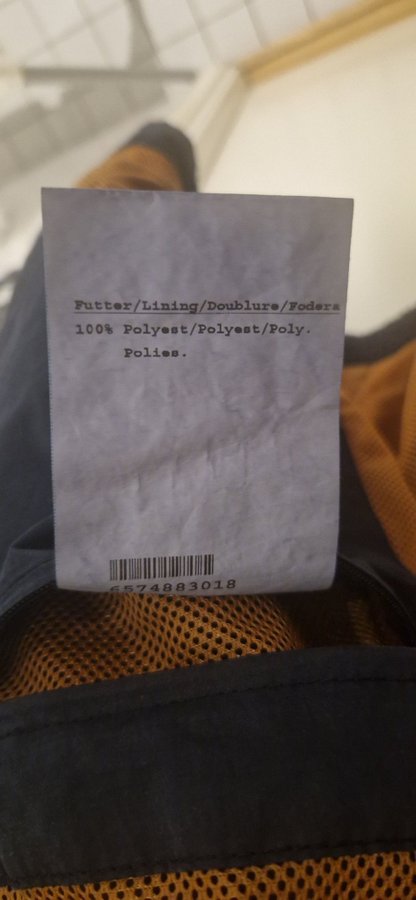 Futter/Lining/Doublure/Fodera
100% Polyest/Polyest/Poly.
Polies.
6574883018